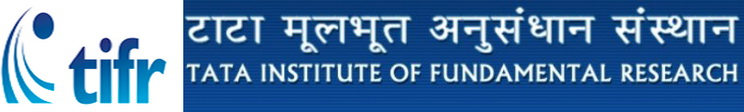 tifr
टाटा मूलभूत अनुसंधान संस्थान
TATA INSTITUTE OF FUNDAMENTAL RESEARCH